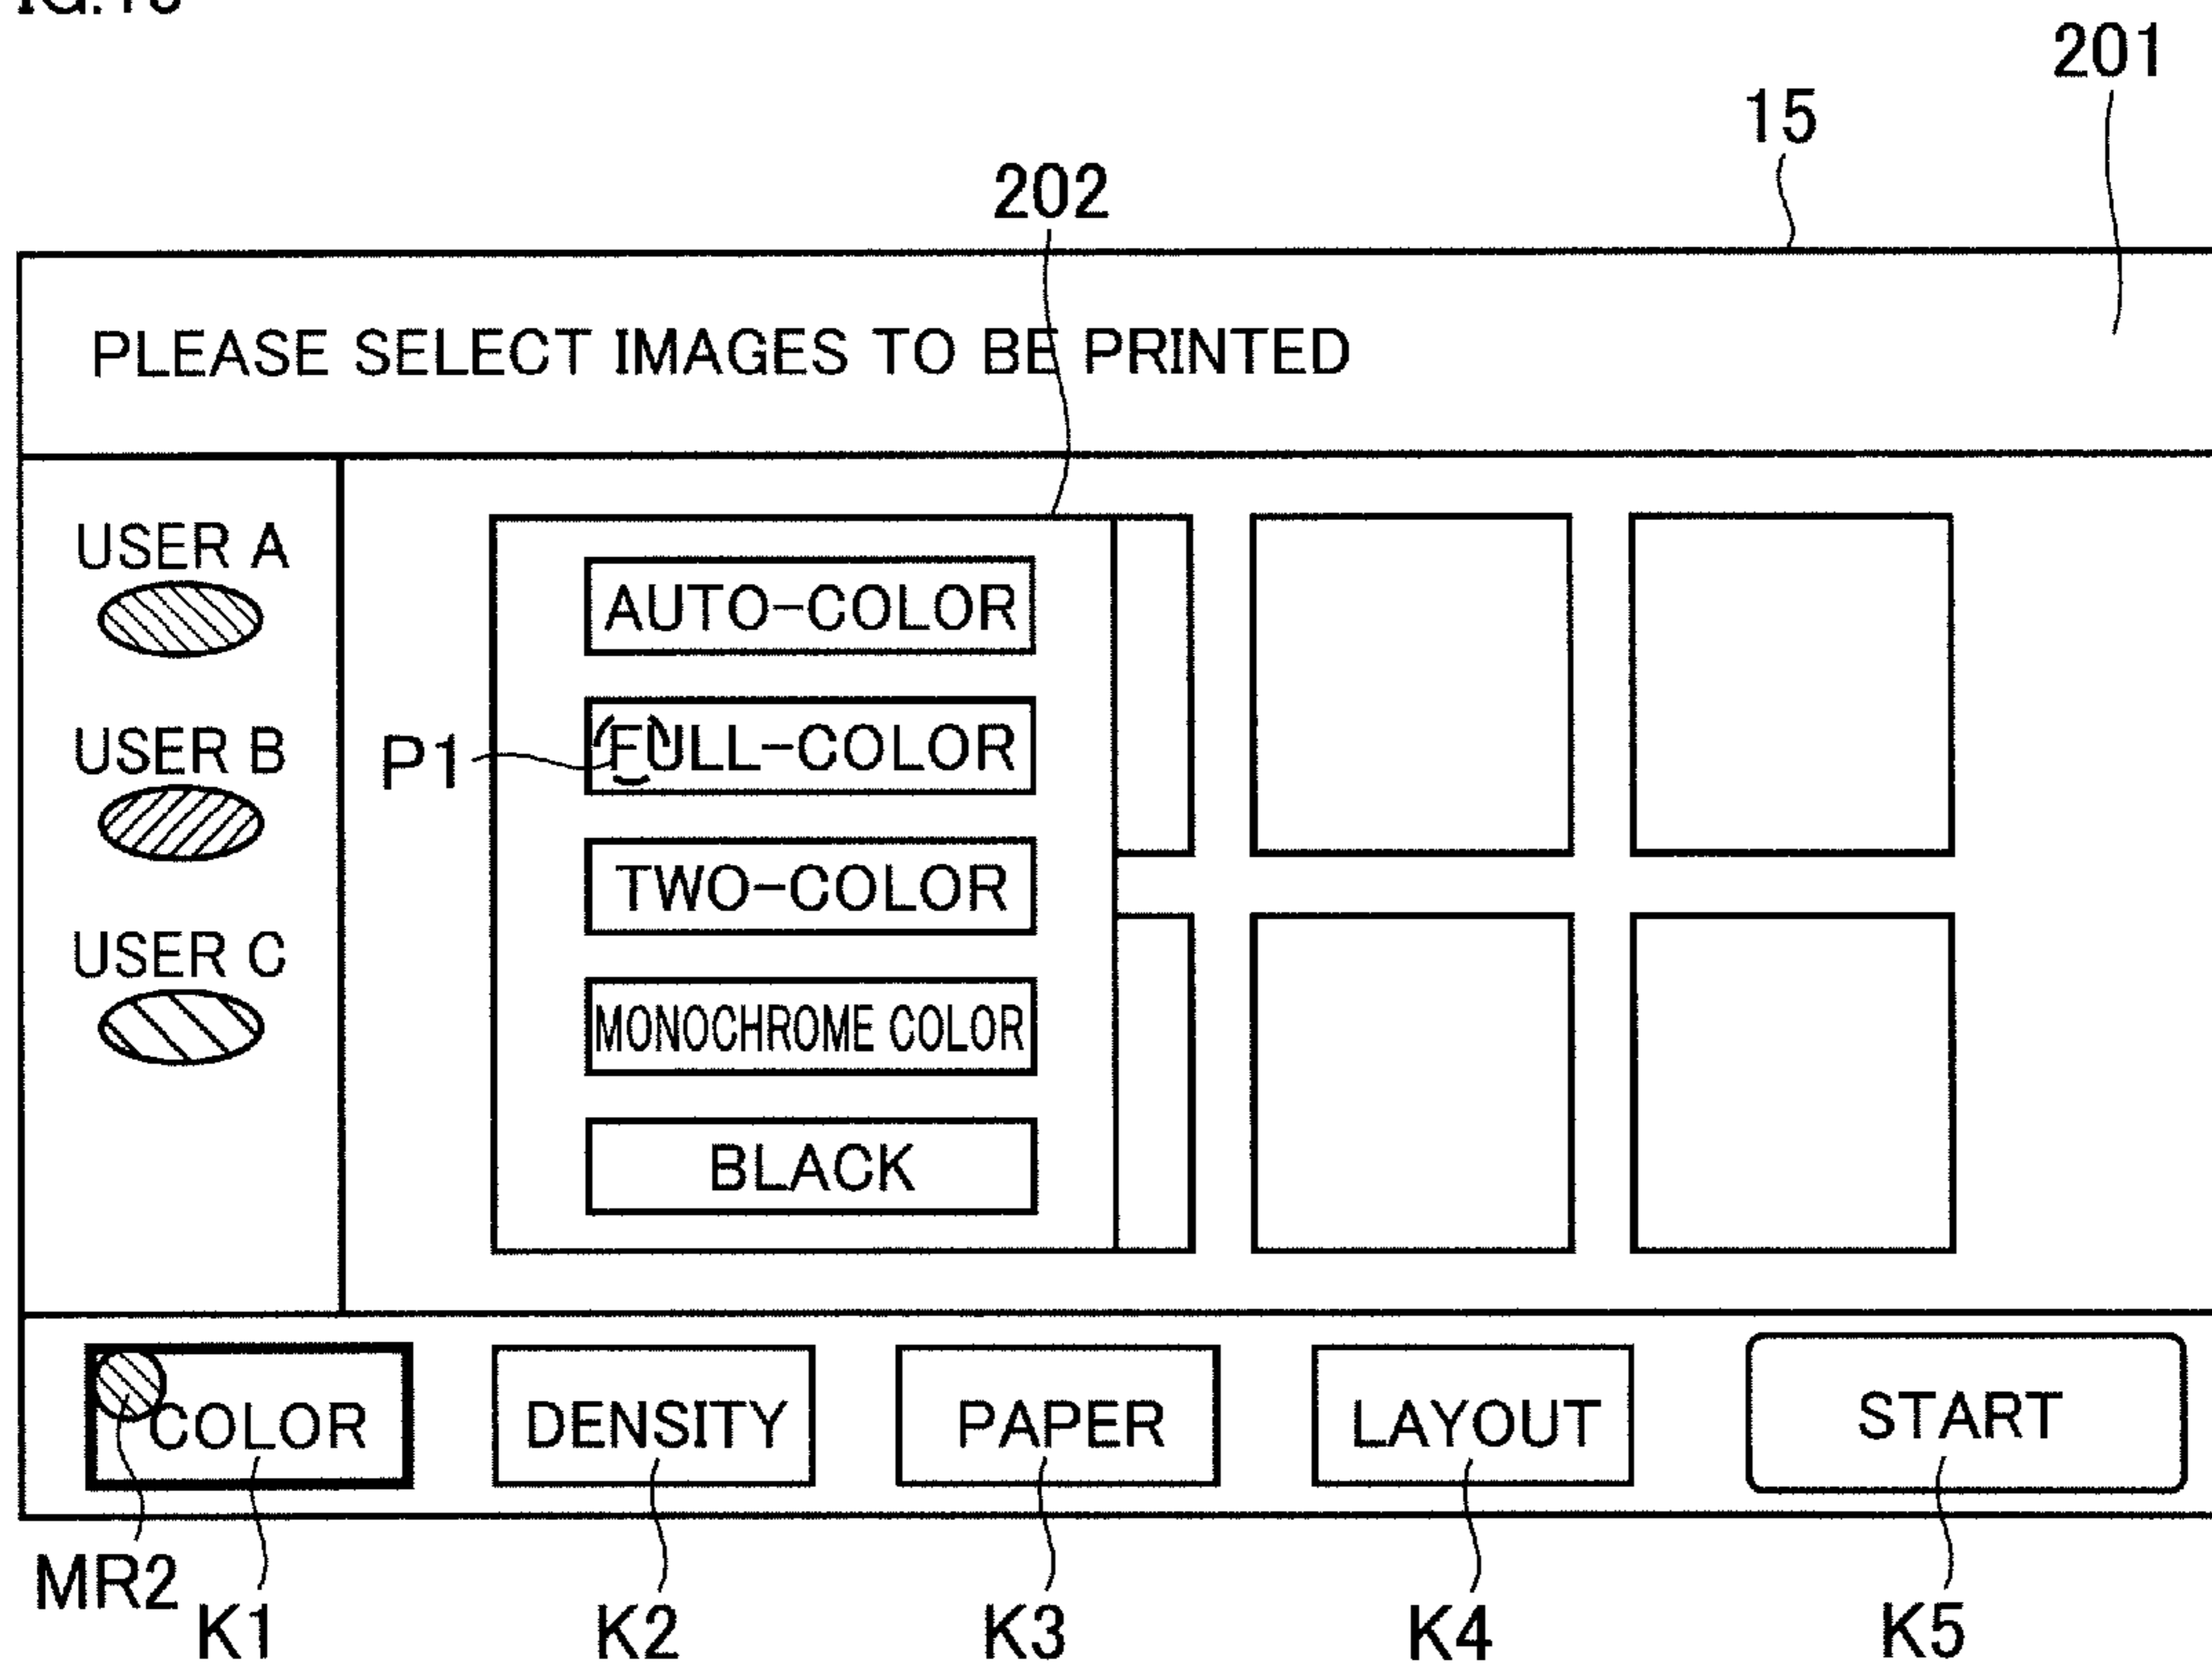 201
15
202
PLEASE SELECT IMAGES TO BE PRINTED
USER A
USER B
USER C
P1
AUTO-COLOR
FULL-COLOR
TWO-COLOR
MONOCHROME COLOR
BLACK
COLOR DENSITY PAPER LAYOUT START
MR2
K1 K2 K3 K4 K5